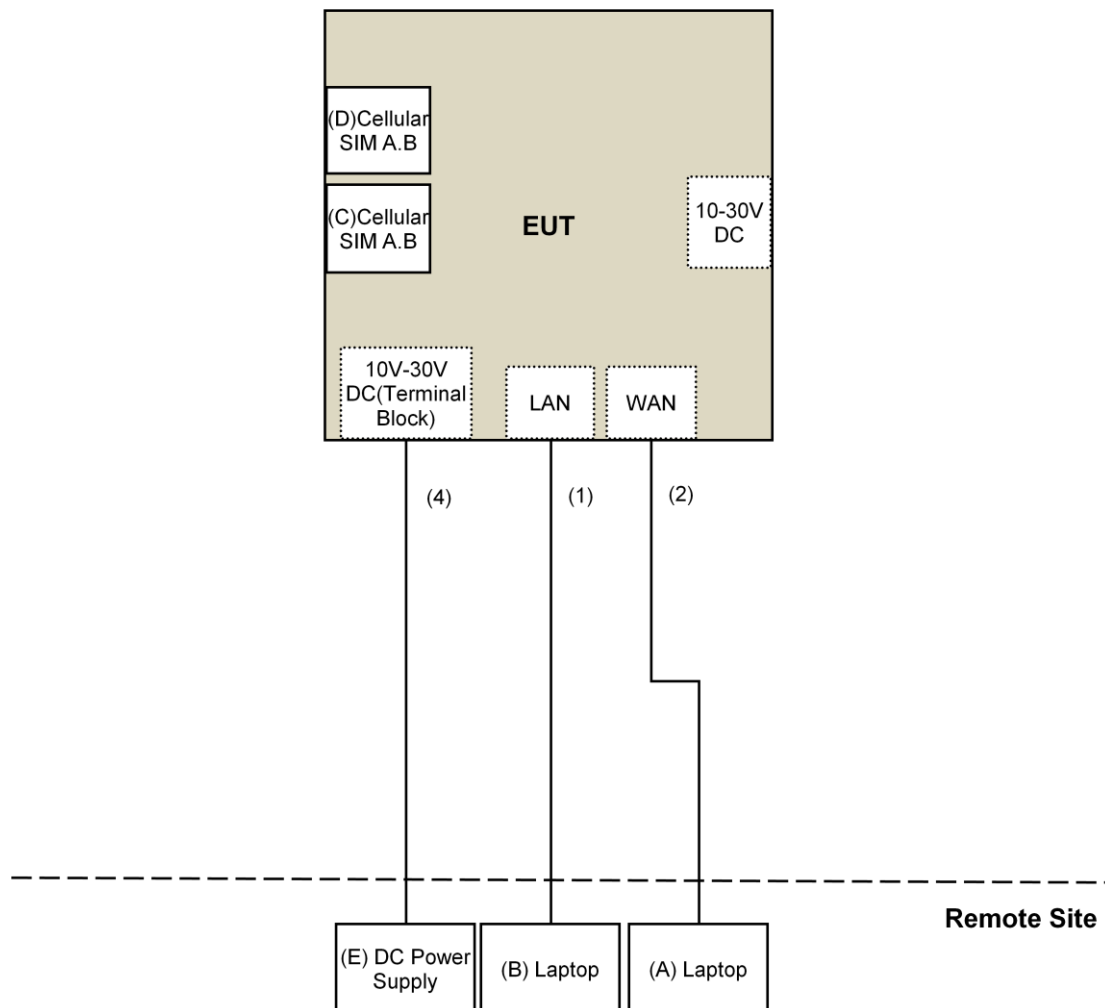 (D)Cellular
SIM A.B
(C)Cellular
SIM A.B
EUT
10-30V
DC
10V-30V
DC(Terminal
Block)
LAN
WAN
(4)
(1)
(2)
Remote Site
(E) DC Power
Supply
(B) Laptop
(A) Laptop